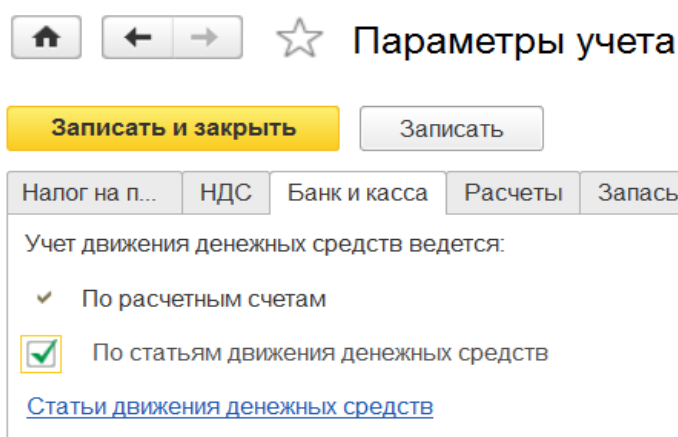 Параметры учета
Записать и закрыть Записать
Налог на п... НДС Банк и касса Расчеты Запасы
Учет движения денежных средств ведется:
По расчетным счетам
По статьям движения денежных средств
Статьи движения денежных средств